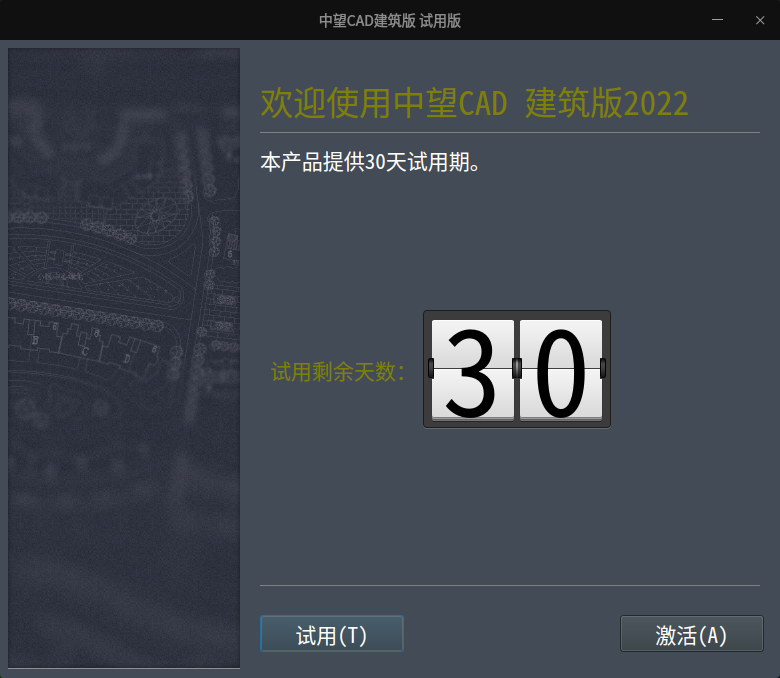 中望CAD建筑版 试用版
欢迎使用中望CAD 建筑版2022
本产品提供30天试用期。
试用剩余天数:
30
B
C
D
6
试用(T)
激活(A)